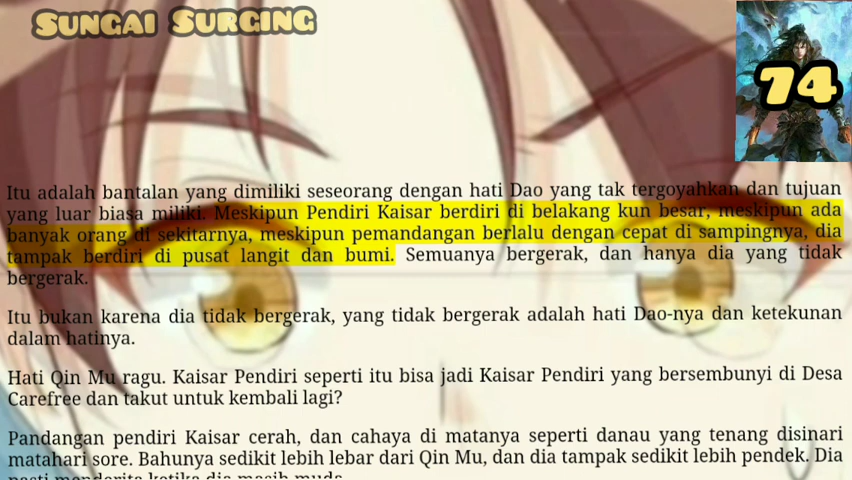 Sungai Surging
74
Itu adalah bantalan yang dimiliki seseorang dengan hati Dao yang tak tergoyahkan dan tujuan
yang luar biasa miliki. Meskipun Pendiri Kaisar berdiri di belakang kun besar, meskipun ada
banyak orang di sekitarnya, meskipun pemandangan berlalu dengan cepat di sampingnya, dia
tampak berdiri di pusat langit dan bumi. Semuanya bergerak, dan hanya dia yang tidak
bergerak.
Itu bukan karena dia tidak bergerak, yang tidak bergerak adalah hati Dao-nya dan ketekunan
dalam hatinya.
Hati Qin Mu ragu. Kaisar Pendiri seperti itu bisa jadi Kaisar Pendiri yang bersembunyi di Desa
Carefree dan takut untuk kembali lagi?
Pandangan pendiri Kaisar cerah, dan cahaya di matanya seperti danau yang tenang disinari
matahari sore. Bahunya sedikit lebih lebar dari Qin Mu, dan dia tampak sedikit lebih pendek. Dia
pasti menderita ketika dia masih muda.